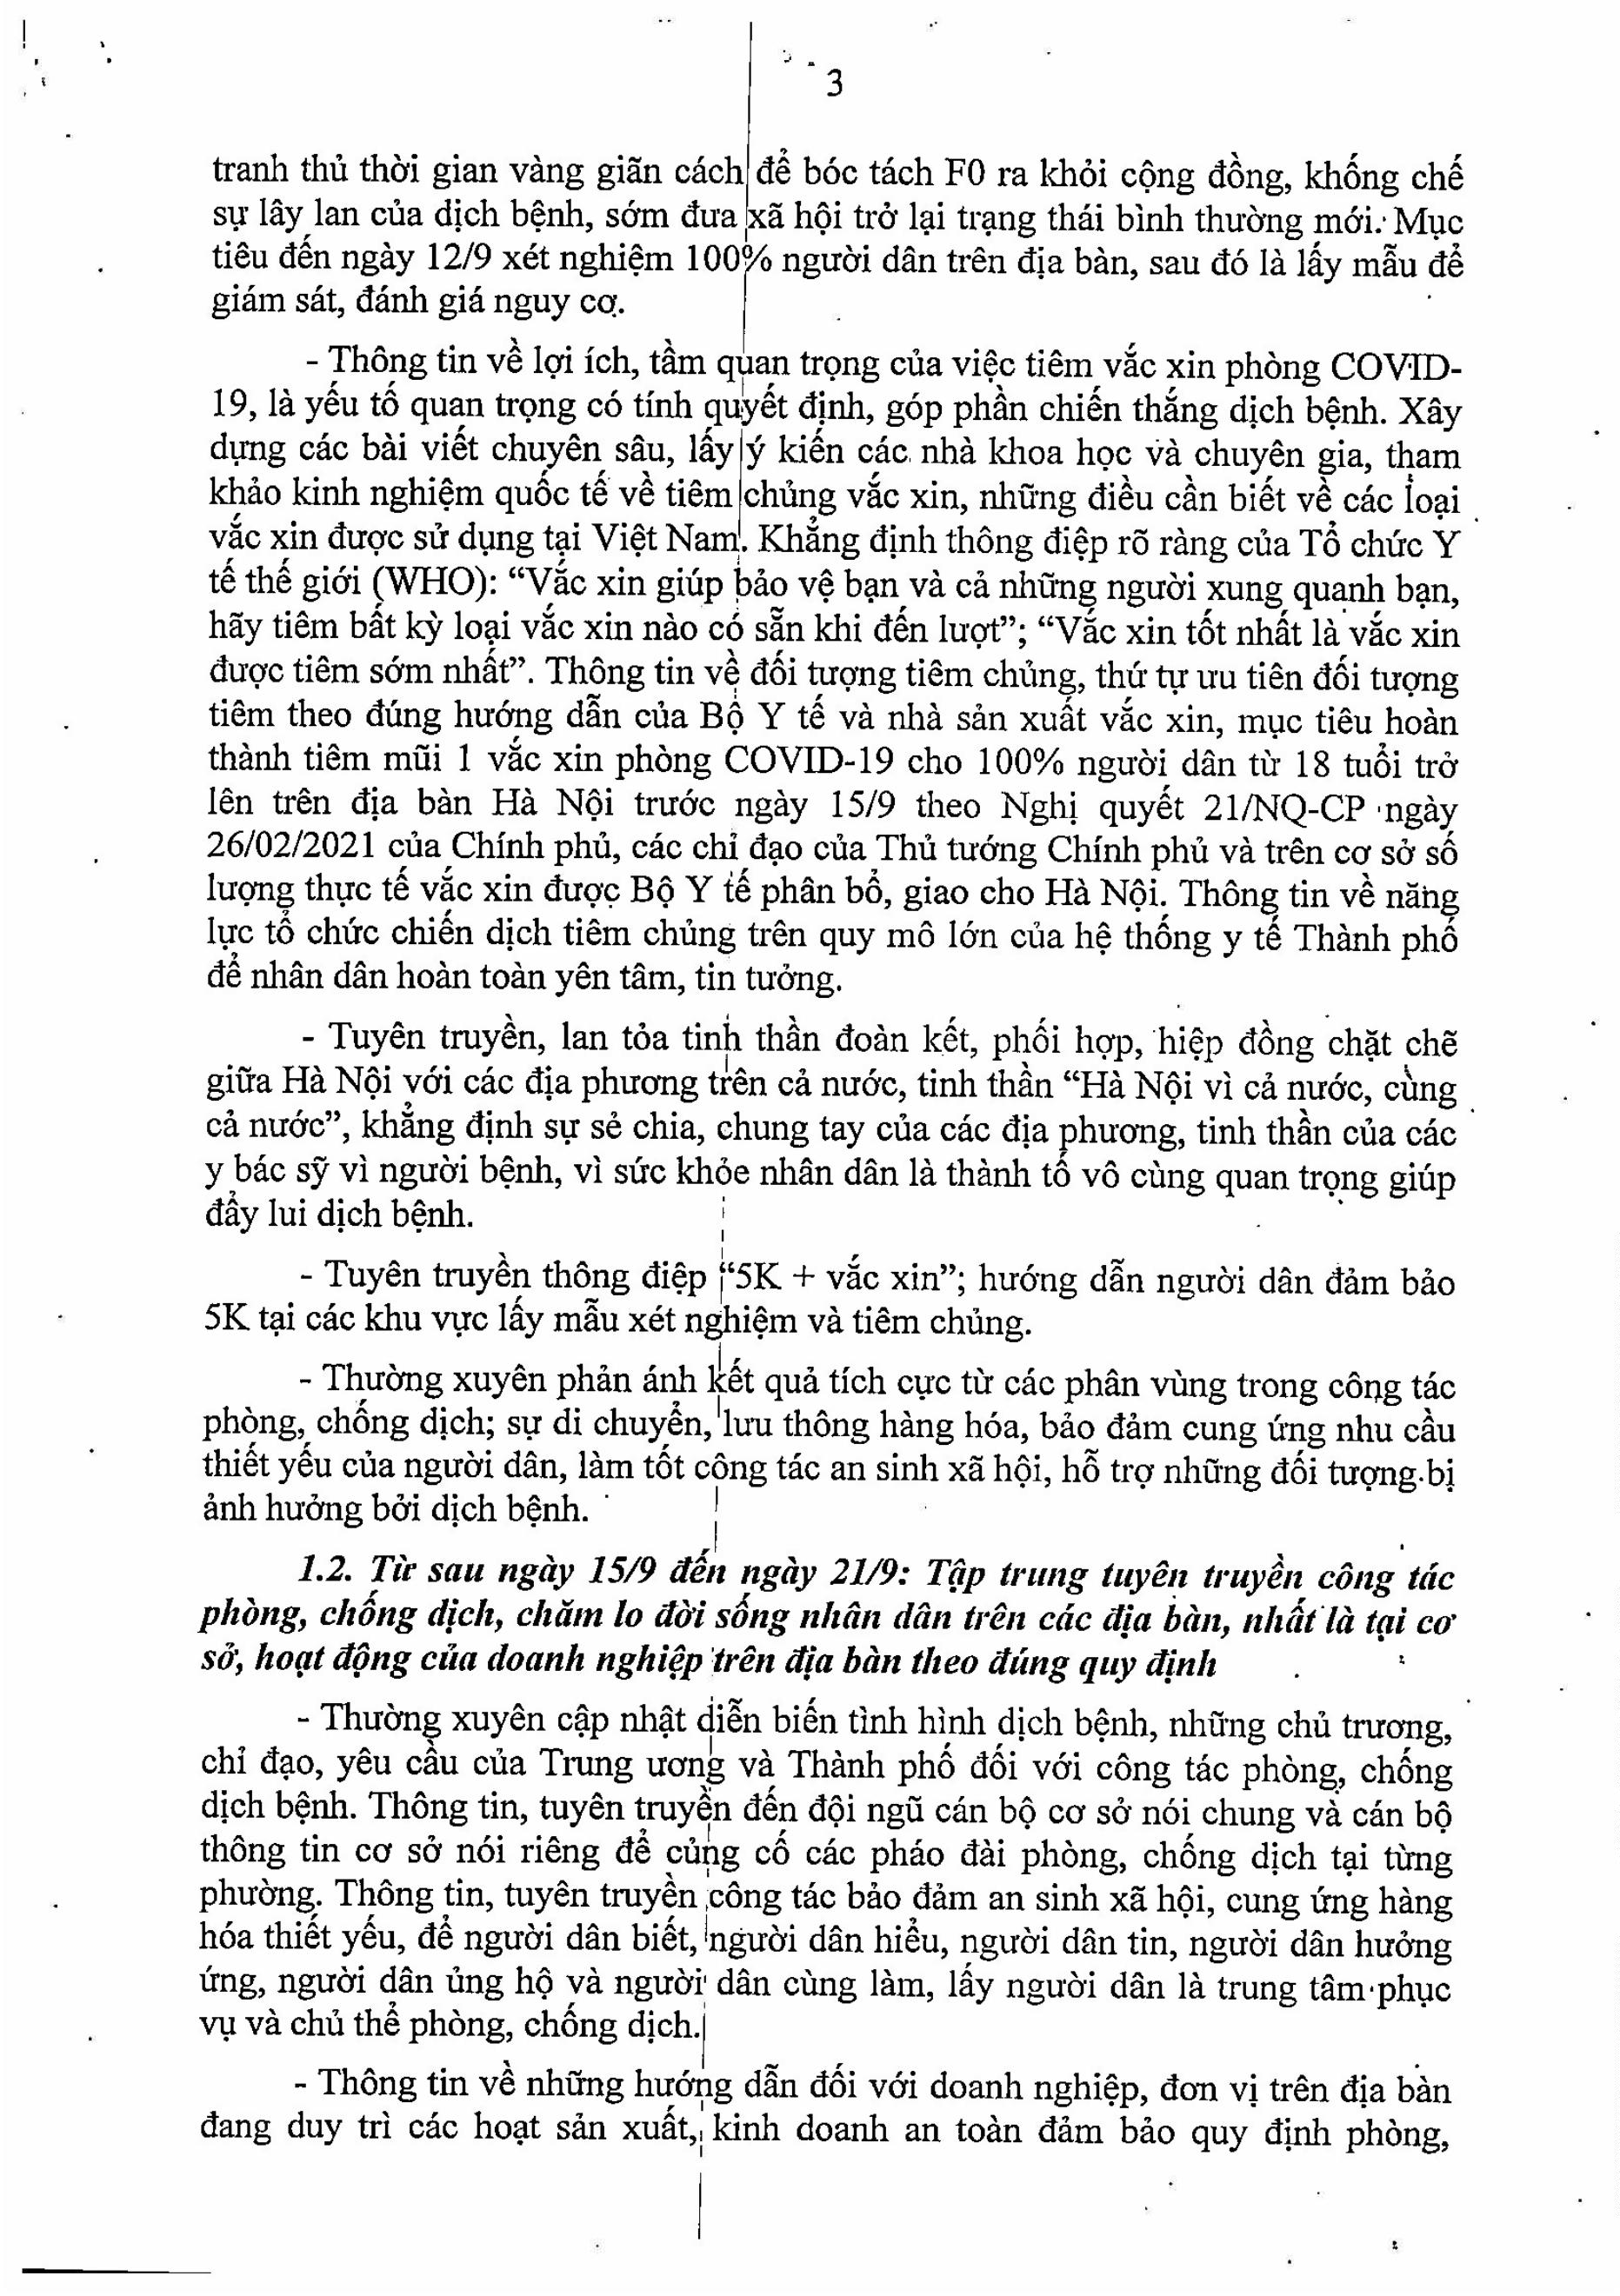 3
tranh thủ thời gian vàng giãn cách để bóc tách F0 ra khỏi cộng đồng, khống chế
sự lây lan của dịch bệnh, sớm đưa xã hội trở lại trạng thái bình thường mới. Mục
tiêu đến ngày 12/9 xét nghiệm 100% người dân trên địa bàn, sau đó là lấy mẫu để
giám sát, đánh giá nguy cơ.
- Thông tin về lợi ích, tầm quan trọng của việc tiêm vắc xin phòng COVID-
19, là yếu tố quan trọng có tính quyết định, góp phần chiến thắng dịch bệnh. Xây
dựng các bài viết chuyên sâu, lấy ý kiến các nhà khoa học và chuyên gia, tham
khảo kinh nghiệm quốc tế về tiêm chủng vắc xin, những điều cần biết về các loại
vắc xin được sử dụng tại Việt Nam. Khẳng định thông điệp rõ ràng của Tổ chức Y
tế thế giới (WHO): “Vắc xin giúp bảo vệ bạn và cả những người xung quanh bạn,
hãy tiêm bất kỳ loại vắc xin nào có sẵn khi đến lượt”; “Vắc xin tốt nhất là vắc xin
được tiêm sớm nhất”. Thông tin về đối tượng tiêm chủng, thứ tự ưu tiên đối tượng
tiêm theo đúng hướng dẫn của Bộ Y tế và nhà sản xuất vắc xin, mục tiêu hoàn
thành tiêm mũi 1 vắc xin phòng COVID-19 cho 100% người dân từ 18 tuổi trở
lên trên địa bàn Hà Nội trước ngày 15/9 theo Nghị quyết 21/NQ-CP ngày
26/02/2021 của Chính phủ, các chỉ đạo của Thủ tướng Chính phủ và trên cơ sở số
lượng thực tế vắc xin được Bộ Y tế phân bổ, giao cho Hà Nội. Thông tin về năng
lực tổ chức chiến dịch tiêm chủng trên quy mô lớn của hệ thống y tế Thành phố
để nhân dân hoàn toàn yên tâm, tin tưởng.
- Tuyên truyền, lan tỏa tinh thần đoàn kết, phối hợp, hiệp đồng chặt chẽ
giữa Hà Nội với các địa phương trên cả nước, tinh thần “Hà Nội vì cả nước, cùng
cả nước”, khẳng định sự sẻ chia, chung tay của các địa phương, tinh thần của các
y bác sỹ vì người bệnh, vì sức khỏe nhân dân là thành tố vô cùng quan trọng giúp
đẩy lui dịch bệnh.
- Tuyên truyền thông điệp “5K + vắc xin”; hướng dẫn người dân đảm bảo
5K tại các khu vực lấy mẫu xét nghiệm và tiêm chủng.
- Thường xuyên phản ánh kết quả tích cực từ các phân vùng trong công tác
phòng, chống dịch; sự di chuyển, lưu thông hàng hóa, bảo đảm cung ứng nhu cầu
thiết yếu của người dân, làm tốt công tác an sinh xã hội, hỗ trợ những đối tượng bị
ảnh hưởng bởi dịch bệnh.
1.2. Từ sau ngày 15/9 đến ngày 21/9: Tập trung tuyên truyền công tác
phòng, chống dịch, chăm lo đời sống nhân dân trên các địa bàn, nhất là tại cơ
sở, hoạt động của doanh nghiệp trên địa bàn theo đúng quy định
- Thường xuyên cập nhật diễn biến tình hình dịch bệnh, những chủ trương,
chỉ đạo, yêu cầu của Trung ương và Thành phố đối với công tác phòng, chống
dịch bệnh. Thông tin, tuyên truyền đến đội ngũ cán bộ cơ sở nói chung và cán bộ
thông tin cơ sở nói riêng để củng cố các pháo đài phòng, chống dịch tại từng
phường. Thông tin, tuyên truyền công tác bảo đảm an sinh xã hội, cung ứng hàng
hóa thiết yếu, để người dân biết, người dân hiểu, người dân tin, người dân hưởng
ứng, người dân ủng hộ và người dân cùng làm, lấy người dân là trung tâm phục
vụ và chủ thể phòng, chống dịch.
- Thông tin về những hướng dẫn đối với doanh nghiệp, đơn vị trên địa bàn
đang duy trì các hoạt sản xuất, kinh doanh an toàn đảm bảo quy định phòng,